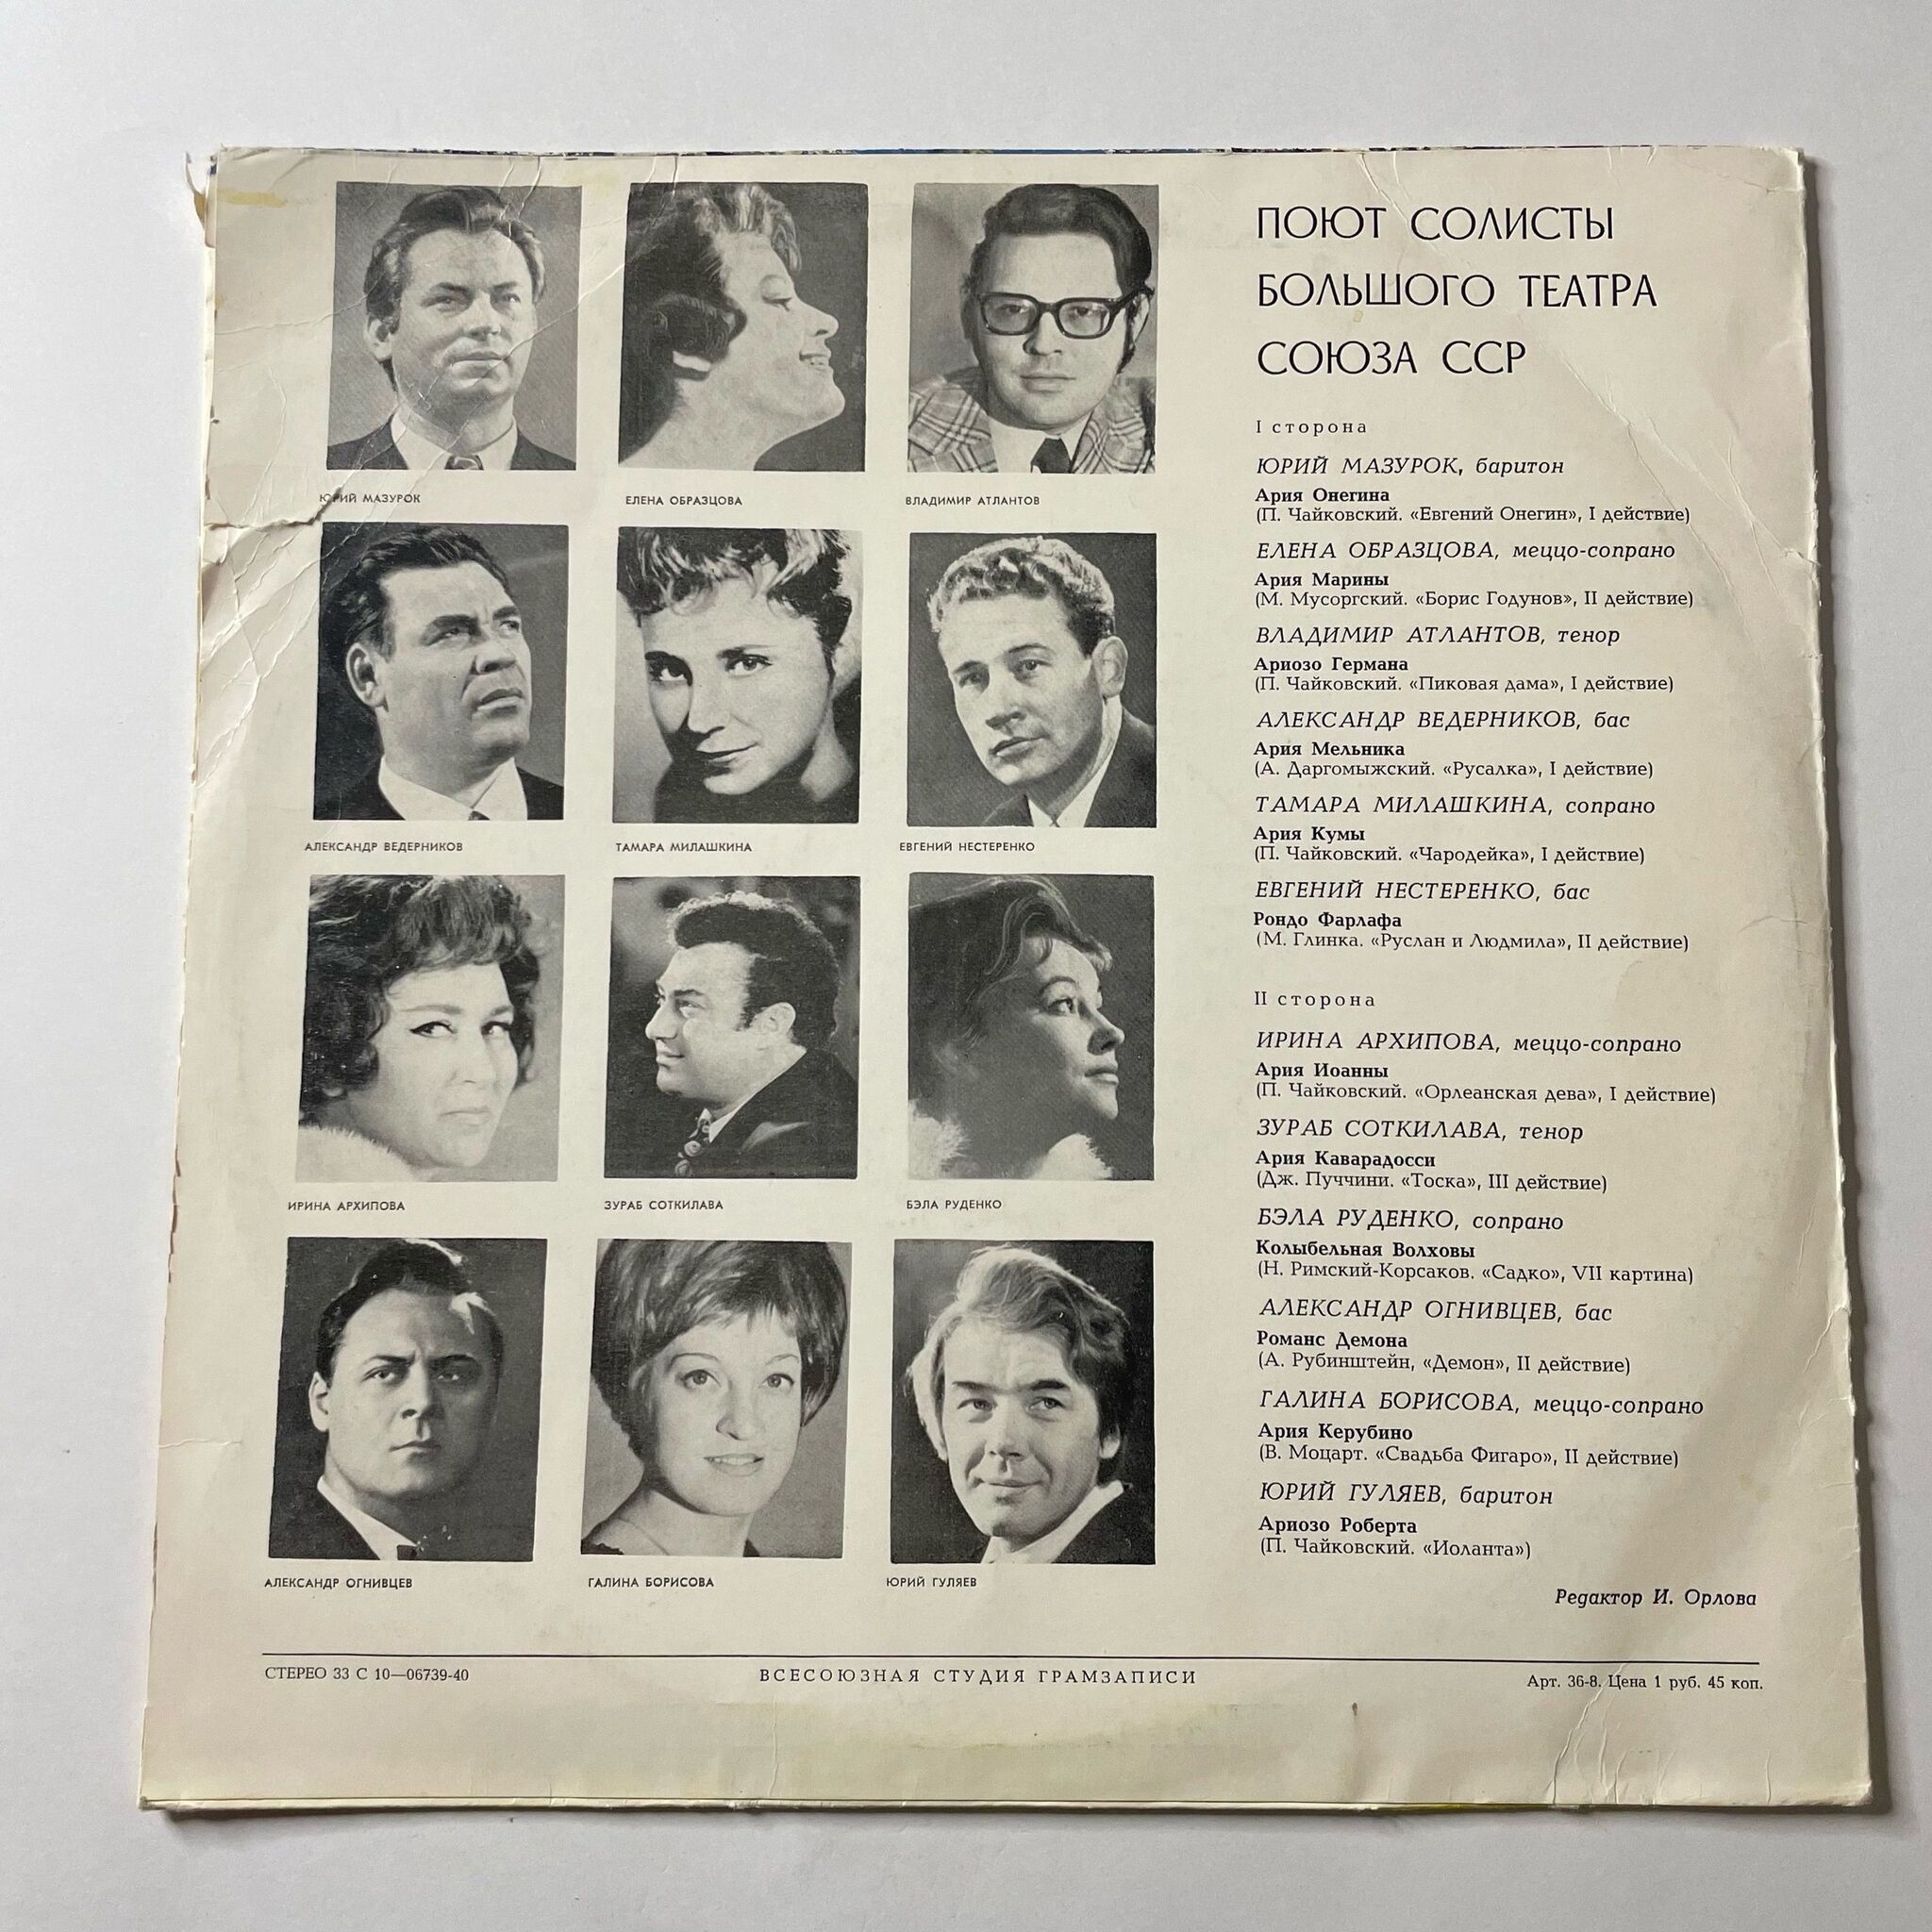 ЮРИЙ МАЗУРОК
ЕЛЕНА ОБРАЗЦОВА
ВЛАДИМИР АТЛАНТОВ
АЛЕКСАНДР ВЕДЕРНИКОВ
ТАМАРА МИЛАШКИНА
ЕВГЕНИЙ НЕСТЕРЕНКО
ИРИНА АРХИПОВА
ЗУРАБ СОТКИЛАВА
БЭЛА РУДЕНКО
АЛЕКСАНДР ОГНИВЦЕВ
ГАЛИНА БОРИСОВА
ЮРИЙ ГУЛЯЕВ
ПОЮТ СОЛИСТЫ
БОЛЬШОГО ТЕАТРА
СОЮЗА ССР
I сторона
ЮРИЙ МАЗУРОК, баритон
Ария Онегина
(П. Чайковский. «Евгений Онегин», I действие)
ЕЛЕНА ОБРАЗЦОВА, меццо-сопрано
Ария Марины
(М. Мусоргский. «Борис Годунов», II действие)
ВЛАДИМИР АТЛАНТОВ, тенор
Ариозо Германа
(П. Чайковский. «Пиковая дама», I действие)
АЛЕКСАНДР ВЕДЕРНИКОВ, бас
Ария Мельника
(А. Даргомыжский. «Русалка», I действие)
ТАМАРА МИЛАШКИНА, сопрано
Ария Кумы
(П. Чайковский. «Чародейка», I действие)
ЕВГЕНИЙ НЕСТЕРЕНКО, бас
Рондо Фарлафа
(М. Глинка. «Руслан и Людмила», II действие)
II сторона
ИРИНА АРХИПОВА, меццо-сопрано
Ария Иоанны
(П. Чайковский. «Орлеанская дева», I действие)
ЗУРАБ СОТКИЛАВА, тенор
Ария Каварадосси
(Дж. Пуччини. «Тоска», III действие)
БЭЛА РУДЕНКО, сопрано
Колыбельная Волховы
(Н. Римский-Корсаков. «Садко», VII картина)
АЛЕКСАНДР ОГНИВЦЕВ, бас
Романс Демона
(А. Рубинштейн, «Демон», II действие)
ГАЛИНА БОРИСОВА, меццо-сопрано
Ария Керубино
(В. Моцарт. «Свадьба Фигаро», II действие)
ЮРИЙ ГУЛЯЕВ, баритон
Ариозо Роберта
(П. Чайковский. «Иоланта»)
Редактор И. Орлова
СТЕРЕО 33 С 10—06739-40
ВСЕСОЮЗНАЯ СТУДИЯ ГРАМЗАПИСИ
Арт. 36-8. Цена 1 руб. 45 коп.